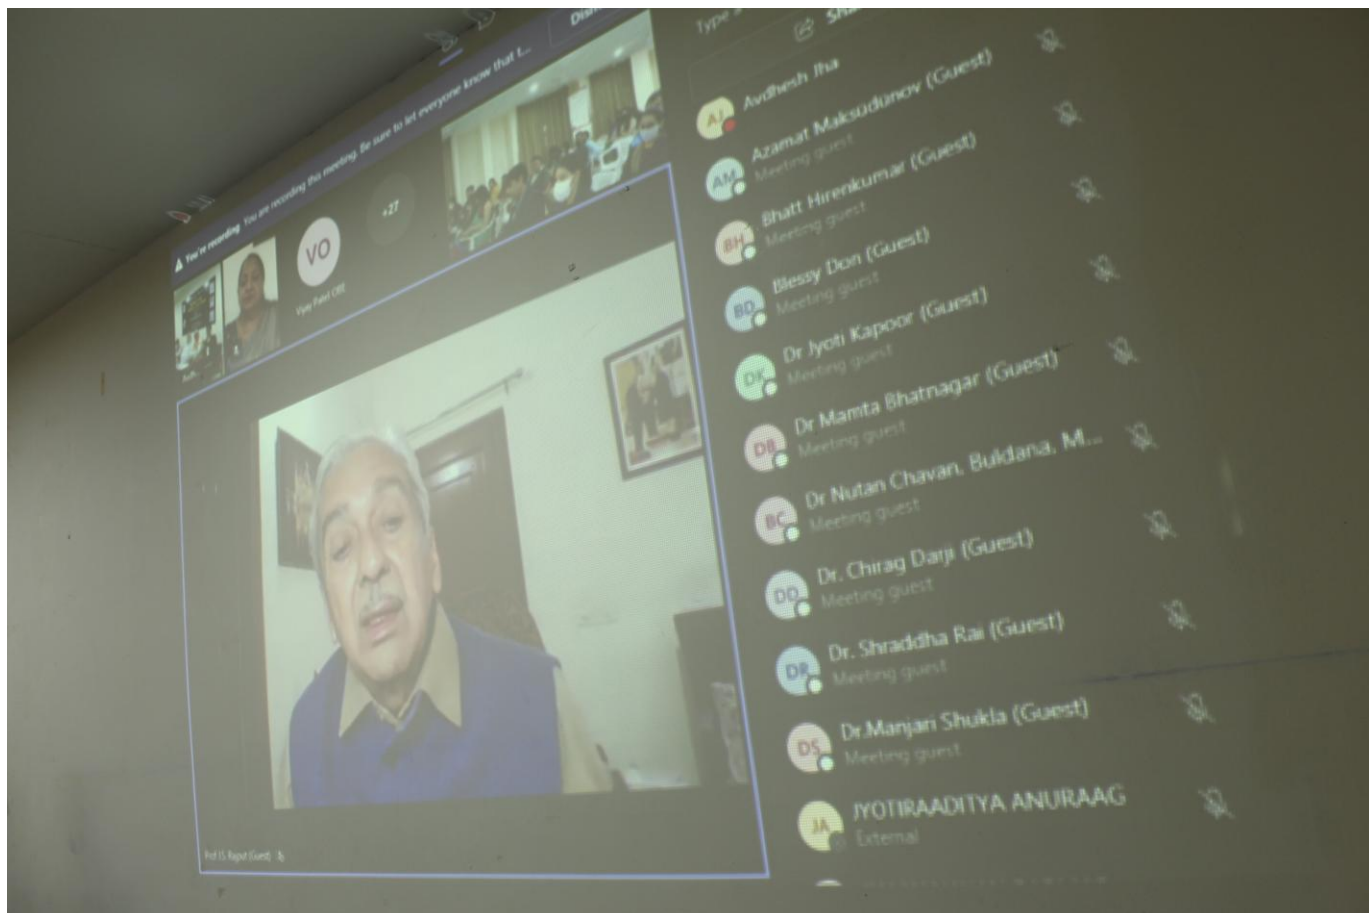 You're recording You are recording this meeting. Be sure to let everyone know that t...
Type a
VO
Vijay Patel OBE
+27
AJ
Avdhesh Jha
AM
Azamat Maksudunov (Guest)
Meeting guest
BH
Bhatt Hirenkumar (Guest)
Meeting guest
BD
Blessy Don (Guest)
Meeting guest
DK
Dr Jyoti Kapoor (Guest)
Meeting guest
DB
Dr Mamta Bhatnagar (Guest)
Meeting guest
BC
Dr Nutan Chavan, Buldana, M...
Meeting guest
DD
Dr. Chirag Darji (Guest)
Meeting guest
DR
Dr. Shraddha Rai (Guest)
Meeting guest
DS
Dr.Manjari Shukla (Guest)
Meeting guest
JA
JYOTIRAADITYA ANURAAG
External
Prof J.S. Rajput (Guest)